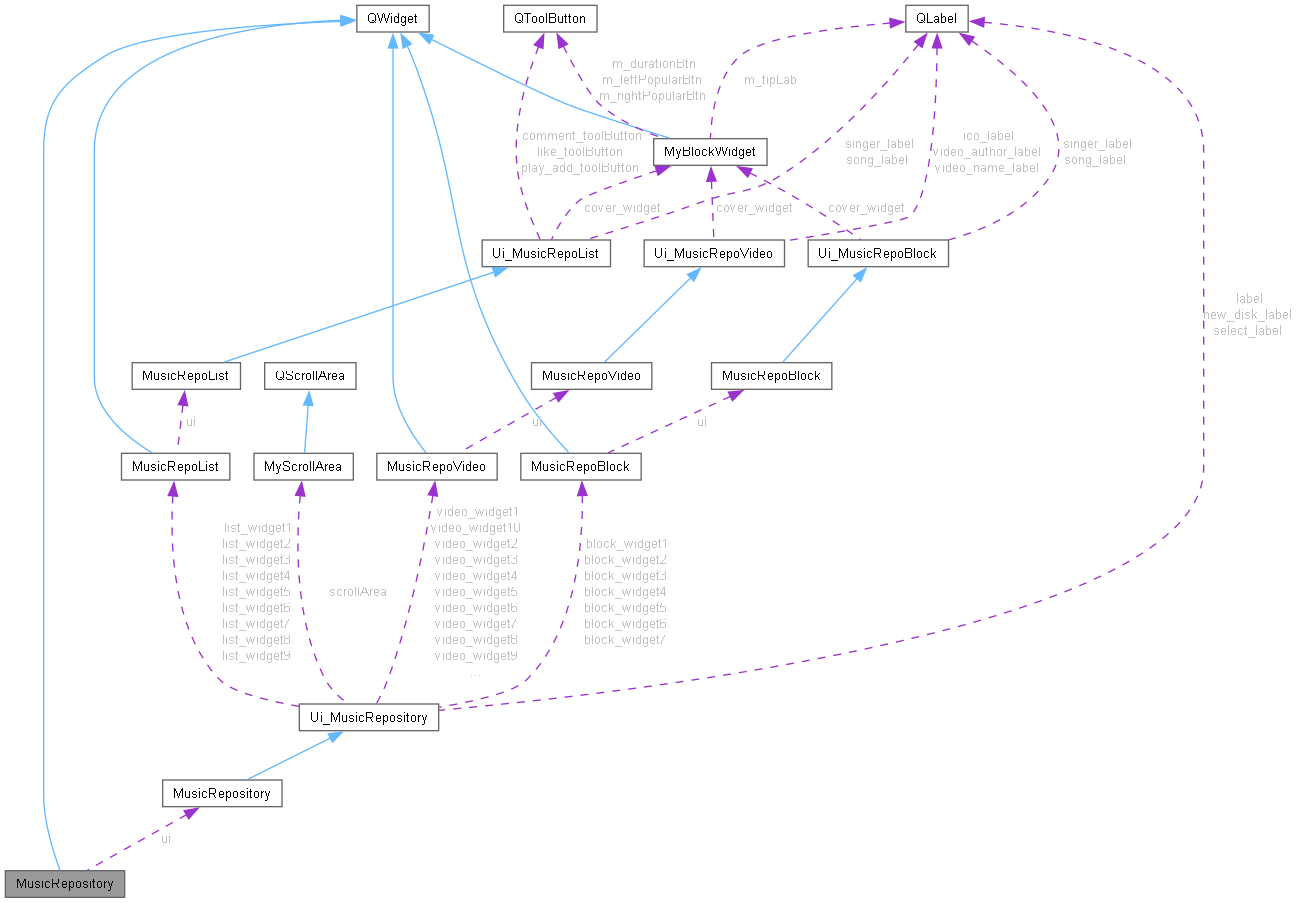 QWidget
QToolButton
QLabel
m_durationBtn
m_leftPopularBtn
m_rightPopularBtn
m_tipLab
comment_toolButton
like_toolButton
play_add_toolButton
MyBlockWidget
singer_label
song_label
ico_label
video_author_label
video_name_label
singer_label
song_label
cover_widget
cover_widget
cover_widget
Ui_MusicRepoList
Ui_MusicRepoVideo
Ui_MusicRepoBlock
label
new_disk_label
select_label
MusicRepoList
QScrollArea
MusicRepoVideo
MusicRepoBlock
ui
ui
ui
MusicRepoList
MyScrollArea
MusicRepoVideo
MusicRepoBlock
list_widget1
list_widget2
list_widget3
list_widget4
list_widget5
list_widget6
list_widget7
list_widget8
list_widget9
scrollArea
video_widget1
video_widget10
video_widget2
video_widget3
video_widget4
video_widget5
video_widget6
video_widget7
video_widget8
video_widget9
...
block_widget1
block_widget2
block_widget3
block_widget4
block_widget5
block_widget6
block_widget7
Ui_MusicRepository
MusicRepository
ui
MusicRepository